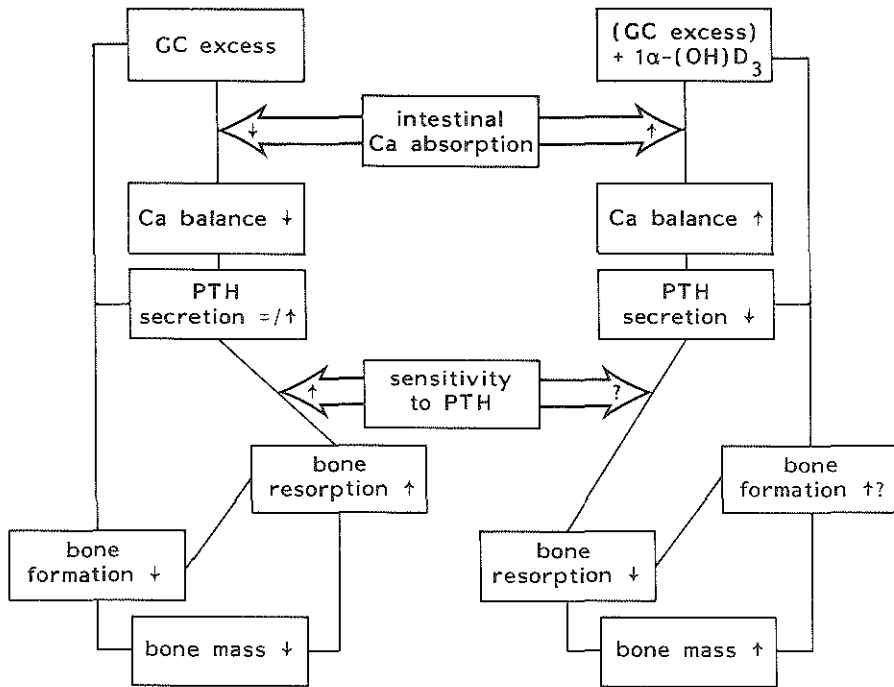 GC excess
(GC excess)
+ 1α-(OH)D3
↓
intestinal
Ca absorption
↑
Ca balance ↓
Ca balance ↑
PTH
secretion =/↑
PTH
secretion ↓
↑
sensitivity
to PTH
?
bone
resorption ↑
bone
formation ↑?
bone
formation ↓
bone
resorption ↓
bone mass ↓
bone mass ↑